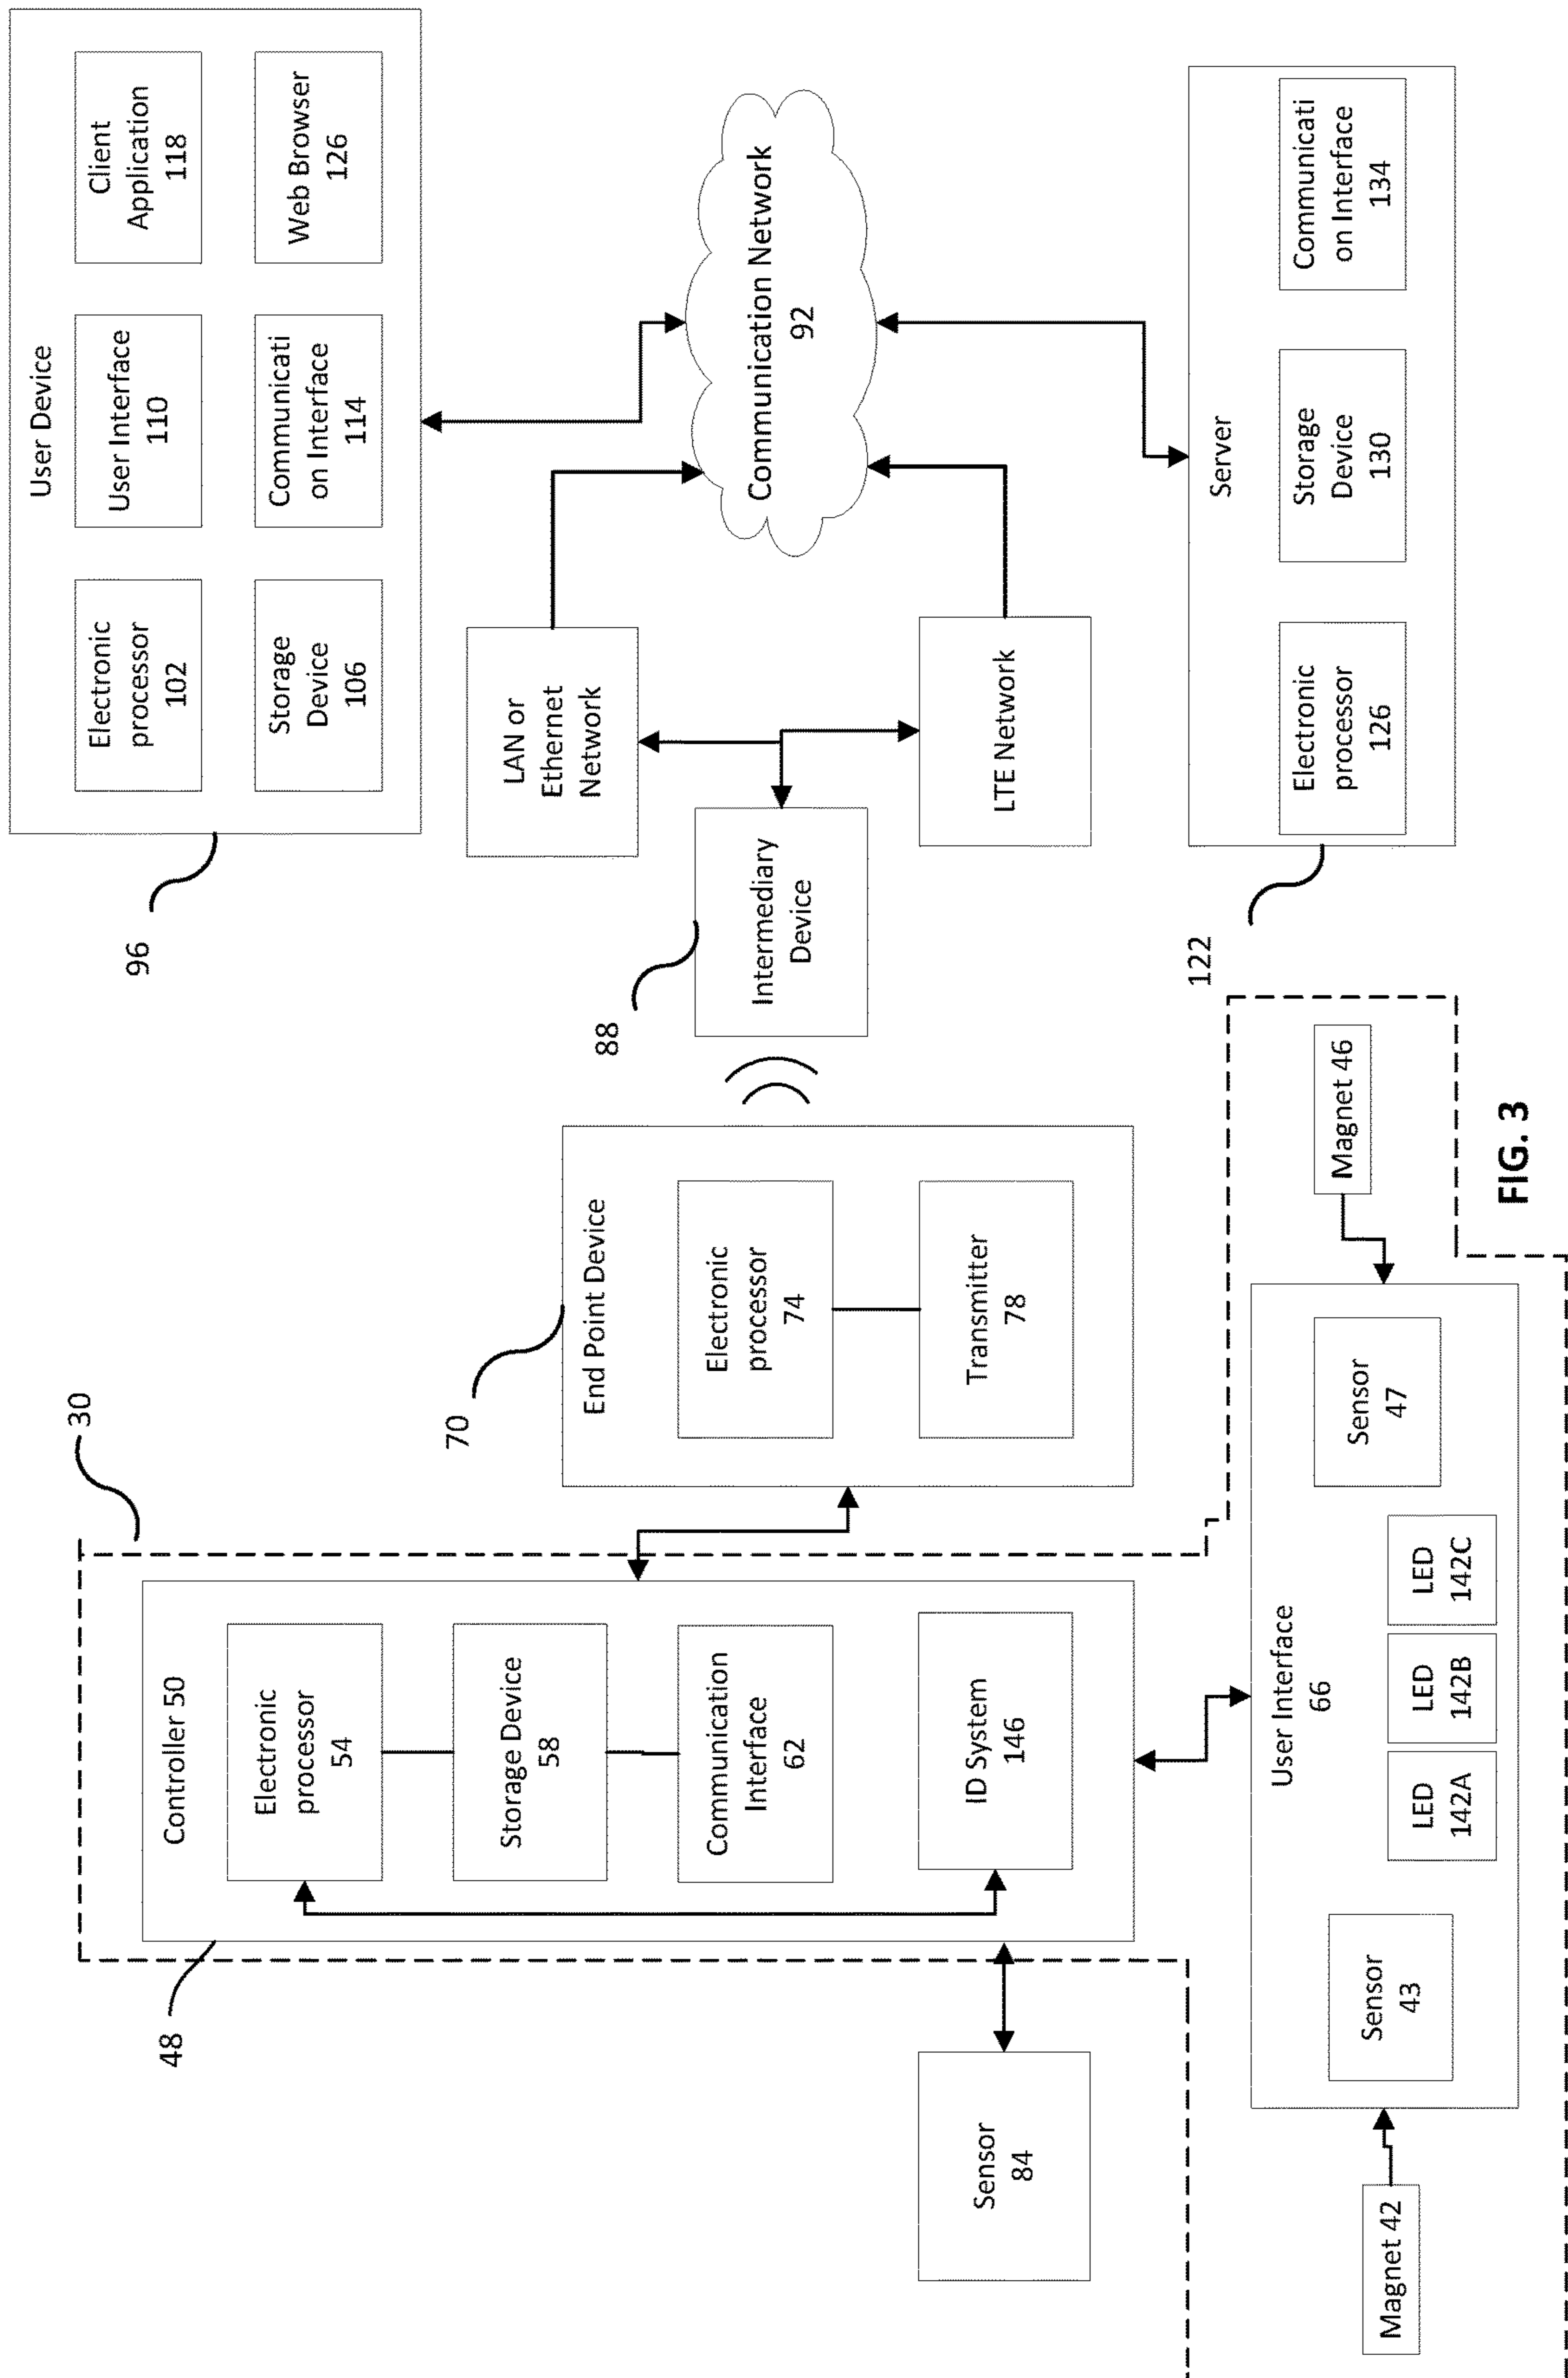 30
48
Controller 50
Electronic
processor
54
Storage Device
58
Communication
Interface
62
ID System
146
Sensor
84
70
End Point Device
Electronic
processor
74
Transmitter
78
88
Intermediary
Device
LAN or
Ethernet
Network
LTE Network
Communication Network
92
96
User Device
Electronic
processor
102
User Interface
110
Client
Application
118
Storage
Device
106
Communicati
on Interface
114
Web Browser
126
122
Server
Electronic
processor
126
Storage
Device
130
Communicati
on Interface
134
User Interface
66
Sensor
43
LED
142A
LED
142B
LED
142C
Sensor
47
Magnet 42
Magnet 46
FIG. 3